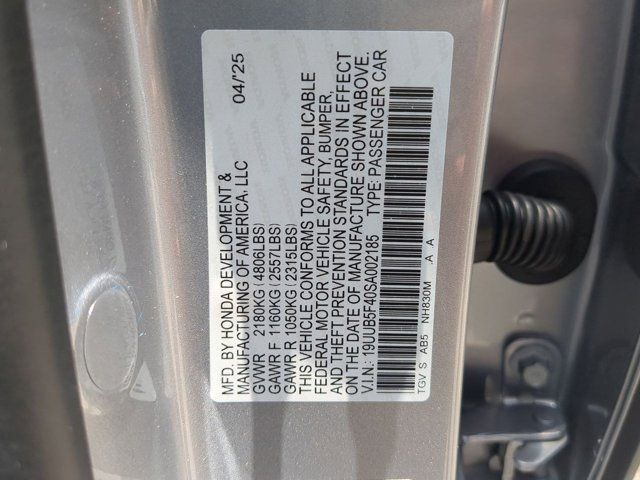 MFD. BY HONDA DEVELOPMENT &
MANUFACTURING OF AMERICA, LLC 04/'25
GVWR 2180KG(4806LBS)
GAWR F 1160KG(2557LBS)
GAWR R 1050KG(2315LBS)
THIS VEHICLE CONFORMS TO ALL APPLICABLE
FEDERAL MOTOR VEHICLE SAFETY, BUMPER,
AND THEFT PREVENTION STANDARDS IN EFFECT
ON THE DATE OF MANUFACTURE SHOWN ABOVE.
V.I.N.: 19UUB5F40SA002185 TYPE: PASSENGER CAR
TGV S AB5 NH830M .A .A